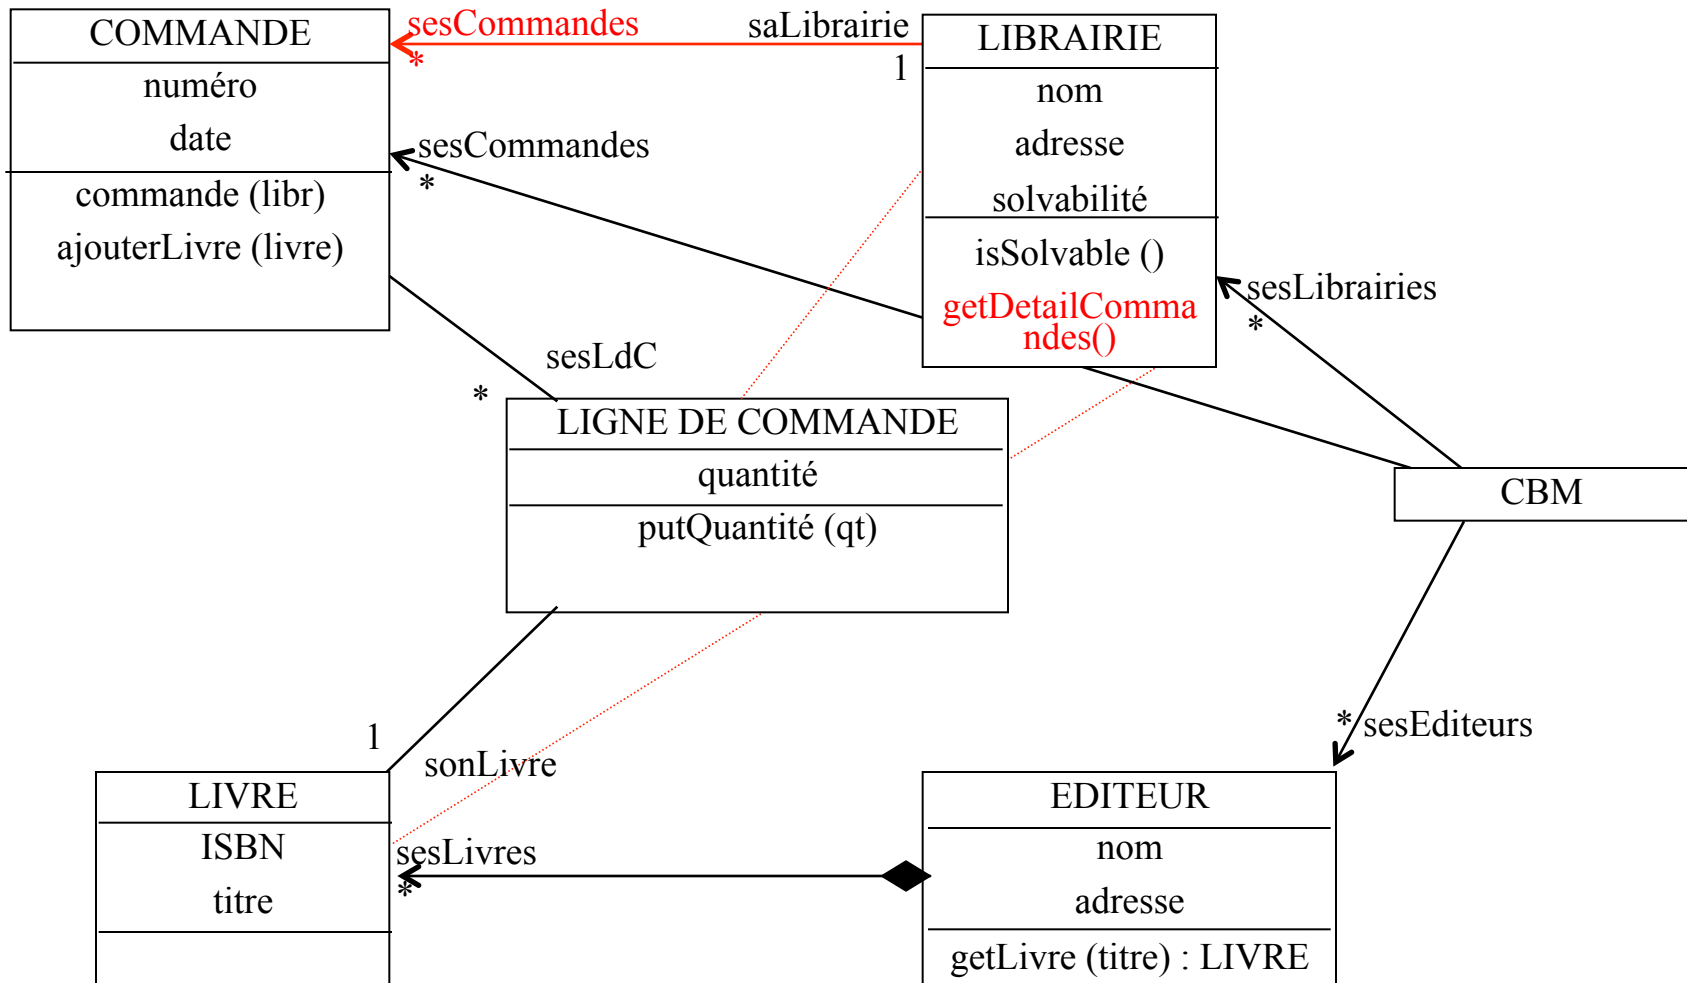 COMMANDE
numéro
date
commande (libr)
ajouterLivre (livre)
sesCommandes
*
saLibrairie
1
sesCommandes
*
LIBRAIRIE
nom
adresse
solvabilité
isSolvable ()
getDetailComma
ndes()
sesLibrairies
*
sesLdC
*
LIGNE DE COMMANDE
quantité
putQuantité (qt)
CBM
1
sonLivre
* sesEditeurs
LIVRE
ISBN
titre
sesLivres
*
EDITEUR
nom
adresse
getLivre (titre) : LIVRE